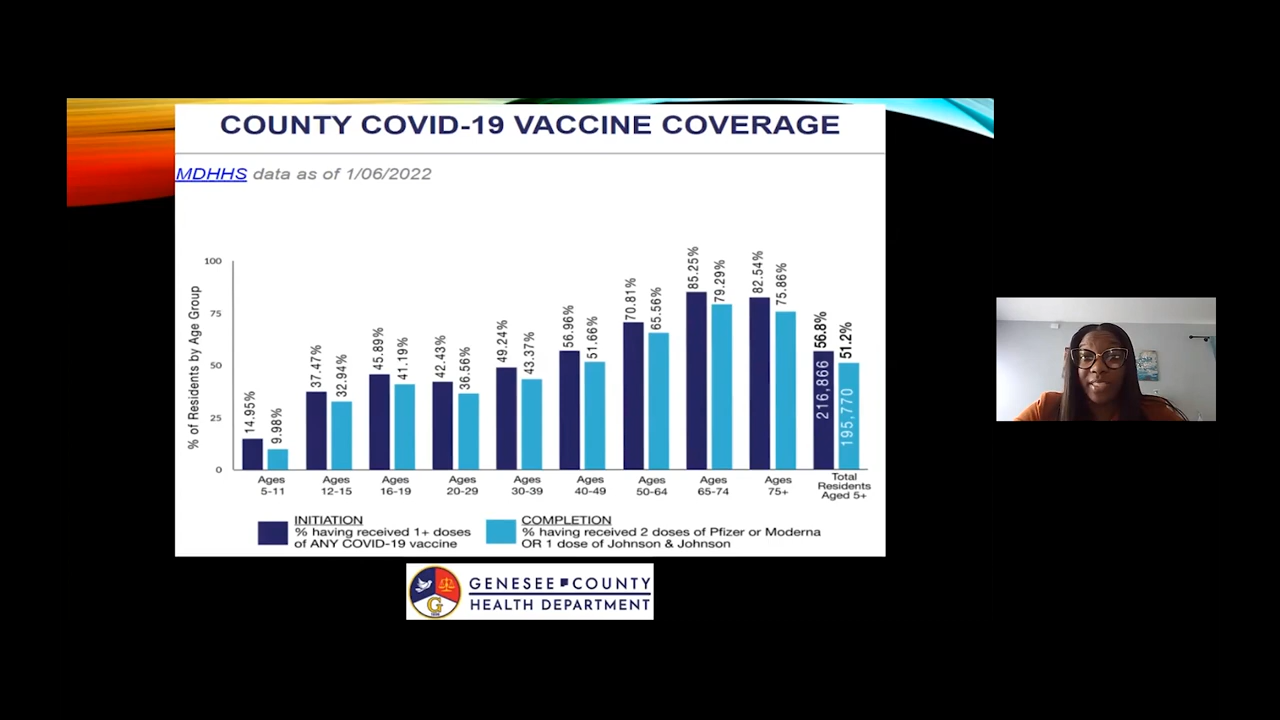 COUNTY COVID-19 VACCINE COVERAGE
MDHHS data as of 1/06/2022
% of Residents by Age Group
100
75
50
25
0
14.95%
9.98%
37.47%
32.94%
45.89%
41.19%
42.43%
36.56%
49.24%
43.37%
56.96%
51.66%
70.81%
65.56%
85.25%
79.29%
82.54%
75.86%
56.8%
216,866
51.2%
195,770
Ages
5-11
Ages
12-15
Ages
16-19
Ages
20-29
Ages
30-39
Ages
40-49
Ages
50-64
Ages
65-74
Ages
75+
Total
Residents
Aged 5+
INITIATION
% having received 1+ doses
of ANY COVID-19 vaccine
COMPLETION
% having received 2 doses of Pfizer or Moderna
OR 1 dose of Johnson & Johnson
G
GENESEE COUNTY
HEALTH DEPARTMENT